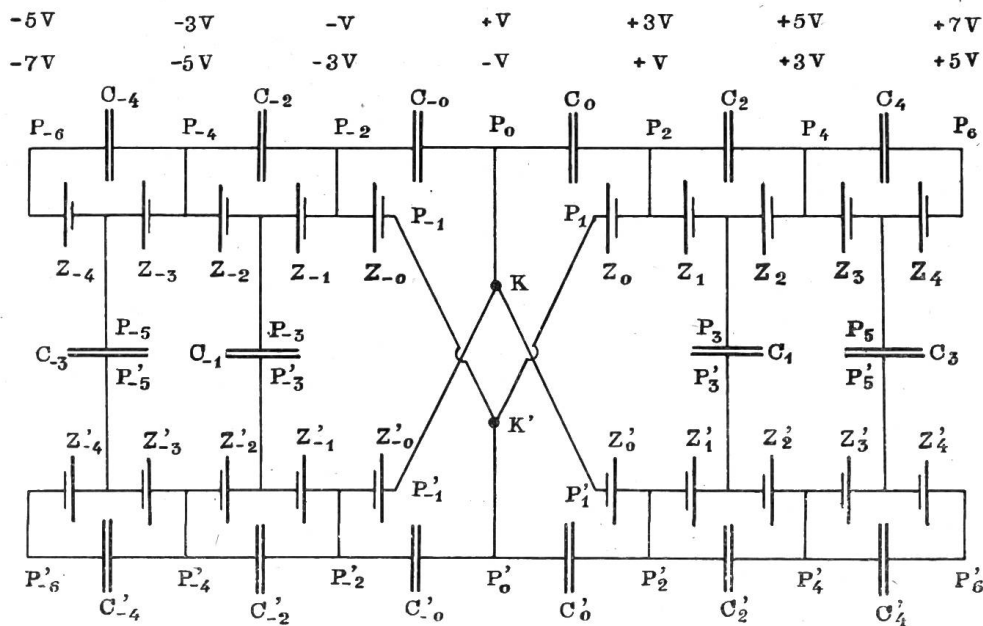 -5V -3V -V +V +3V +5V +7V
-7V -5V -3V -V +V +3V +5V
C₋₄ C₋₂ C₋₀ C₀ C₂ C₄
P₋₆ P₋₄ P₋₂ P₀ P₂ P₄ P₆
P₋₁ P₁
Z₋₄ Z₋₃ Z₋₂ Z₋₁ Z₋₀ Z₀ Z₁ Z₂ Z₃ Z₄
K
P₋₅ P₋₃ P₃ P₅
C₋₃ C₋₁ C₁ C₃
P'₋₅ P'₋₃ P'₃ P'₅
K'
Z'₋₄ Z'₋₃ Z'₋₂ Z'₋₁ Z'₋₀ Z'₀ Z'₁ Z'₂ Z'₃ Z'₄
P'₋₁ P'₁
P'₋₆ P'₋₄ P'₋₂ P'₀ P'₂ P'₄ P'₆
C'₋₄ C'₋₂ C'₋₀ C'₀ C'₂ C'₄